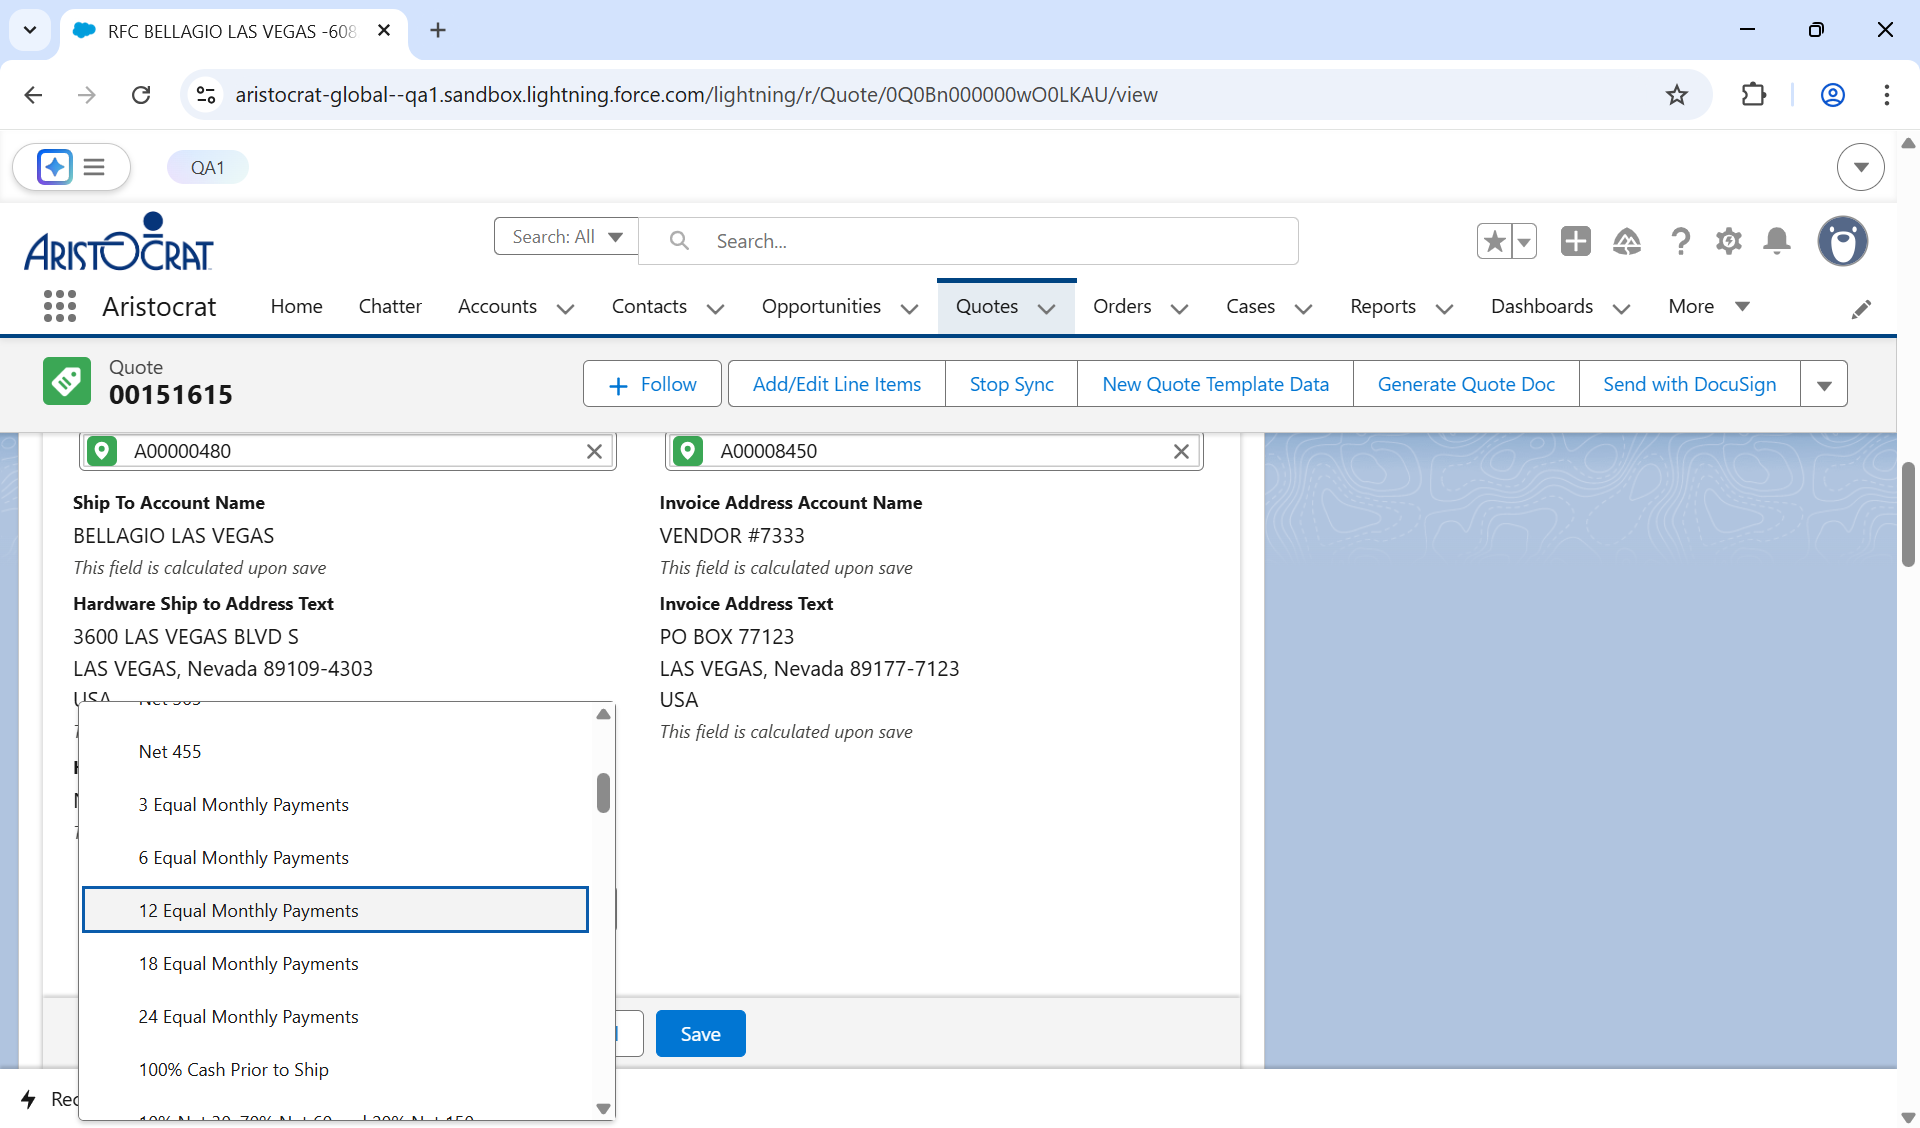 RFC BELLAGIO LAS VEGAS -608
aristocrat-global--qa1.sandbox.lightning.force.com/lightning/r/Quote/0Q0Bn000000wO0LKAU/view
QA1
ARISTOCRAT
Search: All
Search...
Aristocrat
Home
Chatter
Accounts
Contacts
Opportunities
Quotes
Orders
Cases
Reports
Dashboards
More
Quote
00151615
Follow
Add/Edit Line Items
Stop Sync
New Quote Template Data
Generate Quote Doc
Send with DocuSign
A00000480
A00008450
Ship To Account Name
BELLAGIO LAS VEGAS
This field is calculated upon save
Invoice Address Account Name
VENDOR #7333
This field is calculated upon save
Hardware Ship to Address Text
3600 LAS VEGAS BLVD S
LAS VEGAS, Nevada 89109-4303
USA
Invoice Address Text
PO BOX 77123
LAS VEGAS, Nevada 89177-7123
USA
This field is calculated upon save
Net 455
3 Equal Monthly Payments
6 Equal Monthly Payments
12 Equal Monthly Payments
18 Equal Monthly Payments
24 Equal Monthly Payments
100% Cash Prior to Ship
Save
Rec